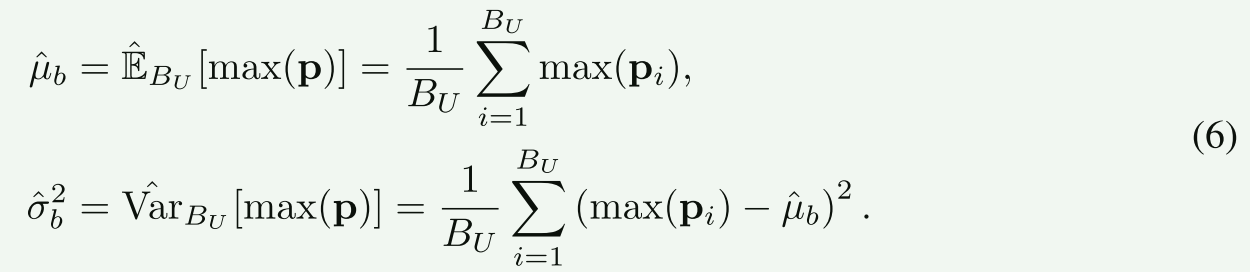 $\hat{\mu}_b = \hat{\mathbb{E}}_{B_U}[\max(\mathbf{p})] = \frac{1}{B_U} \sum_{i=1}^{B_U} \max(\mathbf{p}_i),$
(6)
$\hat{\sigma}_b^2 = \hat{\mathrm{Var}}_{B_U}[\max(\mathbf{p})] = \frac{1}{B_U} \sum_{i=1}^{B_U} \left(\max(\mathbf{p}_i) - \hat{\mu}_b\right)^2.$